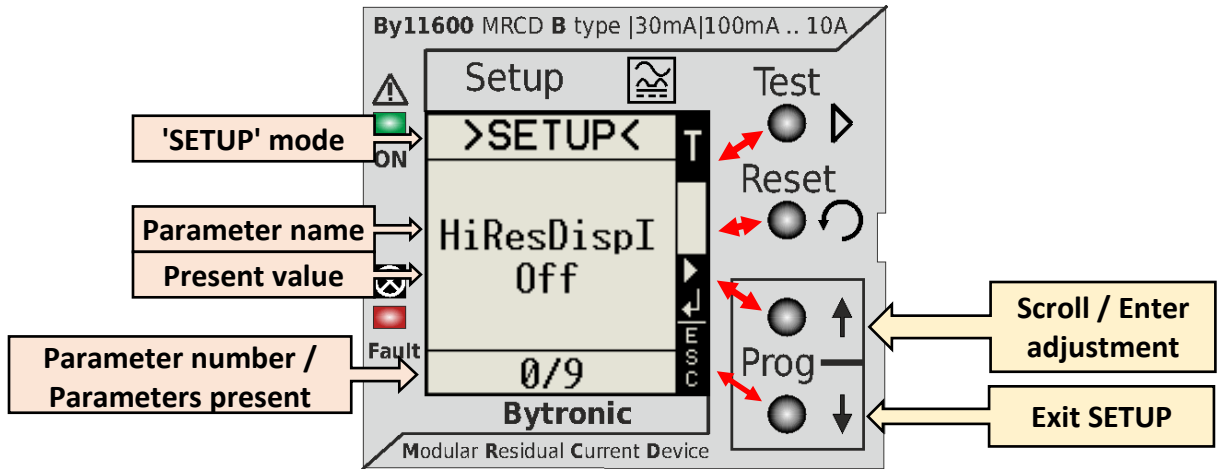 By11600 MRCD B type |30mA|100mA .. 10A
Setup
Test
'SETUP' mode
>SETUP<
T
ON
Reset
Parameter name
HiResDispI
Present value
Off
Scroll / Enter
adjustment
Parameter number /
Parameters present
Fault
0/9
ESC
Prog
Exit SETUP
Bytronic
Modular Residual Current Device